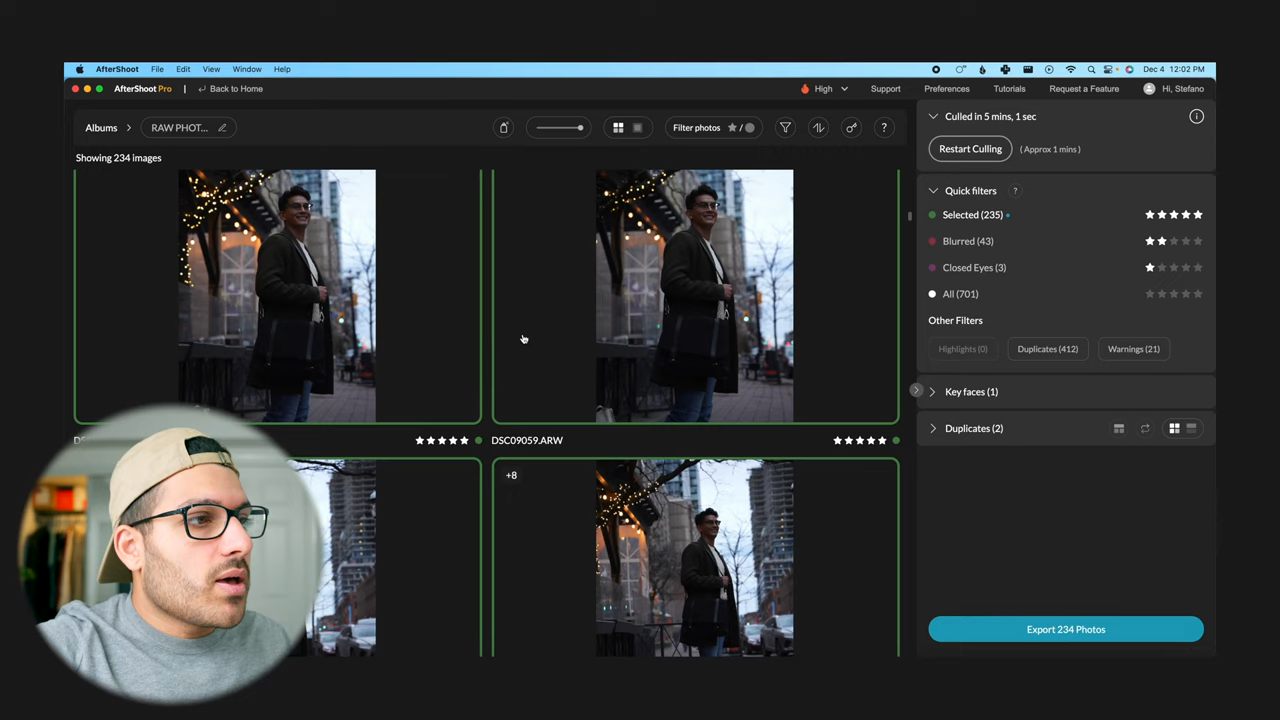 AfterShoot File Edit View Window Help Dec 4 12:02 PM
AfterShoot Pro | Back to Home High Support Preferences Tutorials Request a Feature Hi, Stefano
Albums RAW PHOT... Filter photos / ?
Showing 234 images
Culled in 5 mins, 1 sec
Restart Culling ( Approx 1 mins )
Quick filters ?
Selected (235)
Blurred (43)
Closed Eyes (3)
All (701)
Other Filters
Highlights (0) Duplicates (412) Warnings (21)
Key faces (1)
Duplicates (2)
DSC09059.ARW
+8
Export 234 Photos